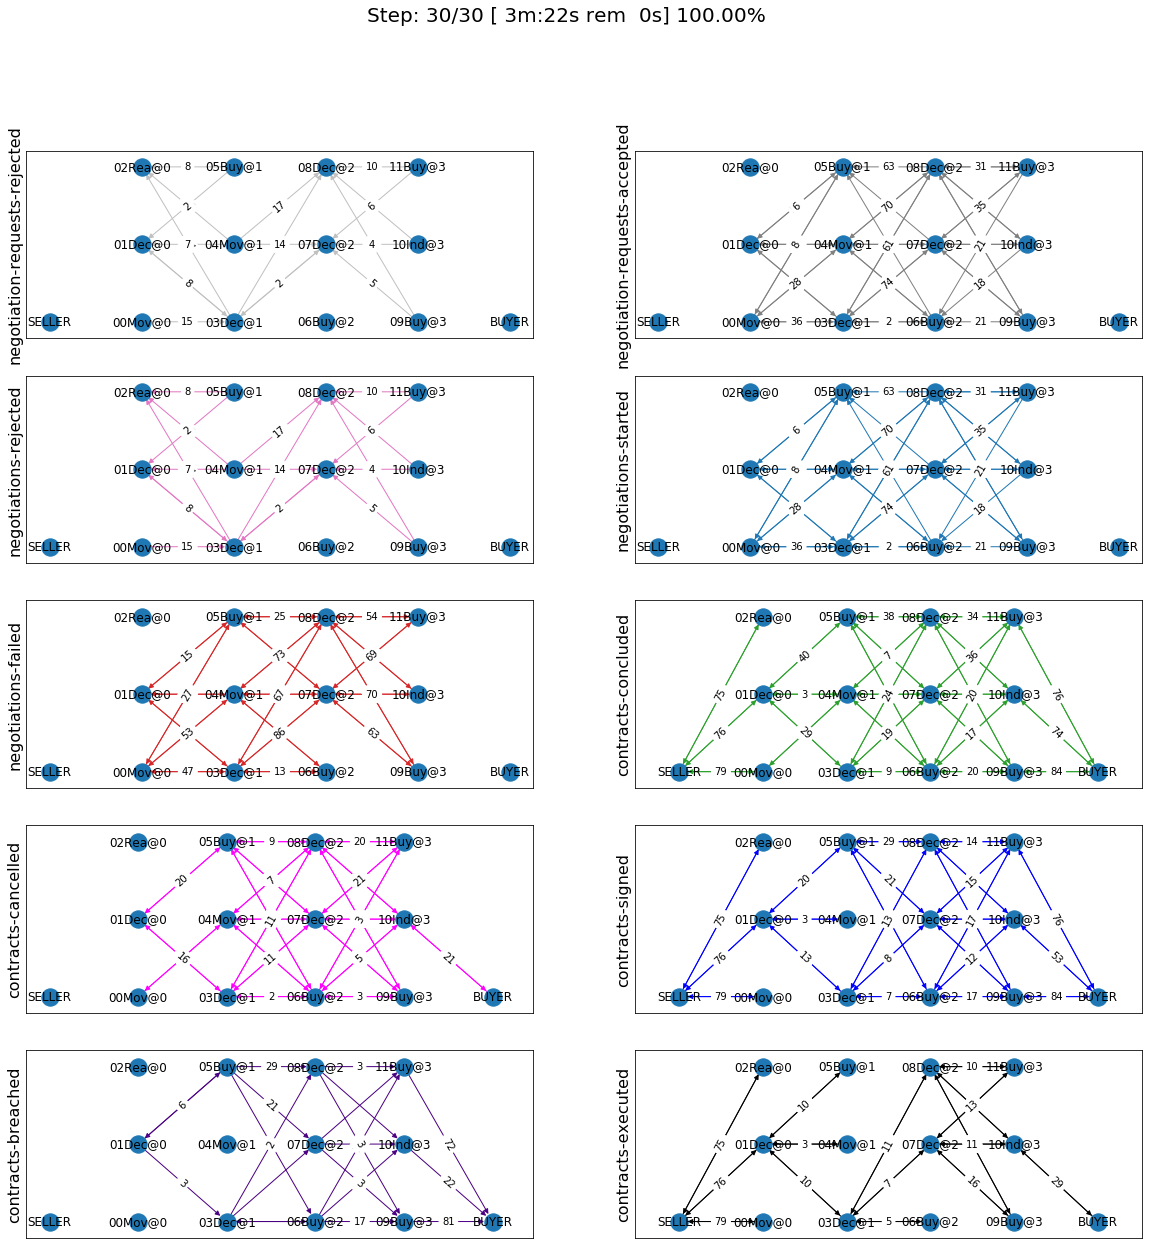 Step: 30/30 [ 3m:22s rem  0s] 100.00%
negotiation-requests-rejected
02Rea@0 8 05Buy@1 08Dec@2 10 11Buy@3
2 17 6
01Dec@0 7 04Mov@1 14 07Dec@2 4 10Ind@3
8 2 5
SELLER 00Mov@0 15 03Dec@1 06Buy@2 09Buy@3 BUYER
negotiation-requests-accepted
02Rea@0 05Buy@1 63 08Dec@2 31 11Buy@3
6 70 35
01Dec@0 8 04Mov@1 61 07Dec@2 21 10Ind@3
28 74 18
SELLER 00Mov@0 36 03Dec@1 2 06Buy@2 21 09Buy@3 BUYER
negotiations-rejected
02Rea@0 8 05Buy@1 08Dec@2 10 11Buy@3
2 17 6
01Dec@0 7 04Mov@1 14 07Dec@2 4 10Ind@3
8 2 5
SELLER 00Mov@0 15 03Dec@1 06Buy@2 09Buy@3 BUYER
negotiations-started
02Rea@0 05Buy@1 63 08Dec@2 31 11Buy@3
6 70 35
01Dec@0 8 04Mov@1 61 07Dec@2 21 10Ind@3
28 74 18
SELLER 00Mov@0 36 03Dec@1 2 06Buy@2 21 09Buy@3 BUYER
negotiations-failed
02Rea@0 05Buy@1 25 08Dec@2 54 11Buy@3
15 73 69
01Dec@0 27 04Mov@1 67 07Dec@2 70 10Ind@3
53 86 63
SELLER 00Mov@0 47 03Dec@1 13 06Buy@2 09Buy@3 BUYER
contracts-concluded
02Rea@0 05Buy@1 38 08Dec@2 34 11Buy@3
40 7 36
75 01Dec@0 3 04Mov@1 24 07Dec@2 20 10Ind@3 76
76 29 19 17 74
SELLER 79 00Mov@0 03Dec@1 9 06Buy@2 20 09Buy@3 84 BUYER
contracts-cancelled
02Rea@0 05Buy@1 9 08Dec@2 20 11Buy@3
20 7 21
01Dec@0 04Mov@1 11 07Dec@2 3 10Ind@3
16 11 5 21
SELLER 00Mov@0 03Dec@1 2 06Buy@2 3 09Buy@3 BUYER
contracts-signed
02Rea@0 05Buy@1 29 08Dec@2 14 11Buy@3
20 21 15
75 01Dec@0 3 04Mov@1 13 07Dec@2 17 10Ind@3 76
76 13 8 12 53
SELLER 79 00Mov@0 03Dec@1 7 06Buy@2 17 09Buy@3 84 BUYER
contracts-breached
02Rea@0 05Buy@1 29 08Dec@2 3 11Buy@3
6 21
01Dec@0 04Mov@1 2 07Dec@2 3 10Ind@3 72
3 3 22
SELLER 00Mov@0 03Dec@1 06Buy@2 17 09Buy@3 81 BUYER
contracts-executed
02Rea@0 05Buy@1 08Dec@2 10 11Buy@3
10 13
75 01Dec@0 3 04Mov@1 11 07Dec@2 11 10Ind@3
76 10 7 16 29
SELLER 79 00Mov@0 03Dec@1 5 06Buy@2 09Buy@3 BUYER